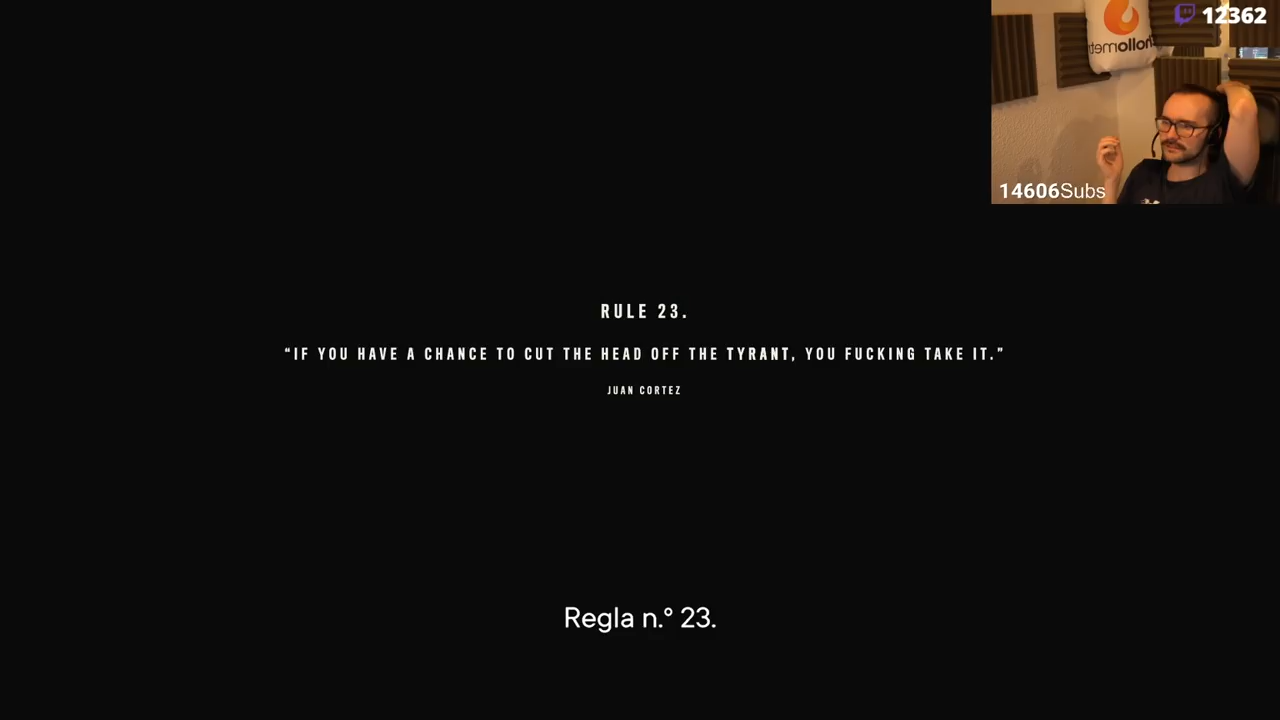 12362
14606Subs
RULE 23.
“IF YOU HAVE A CHANCE TO CUT THE HEAD OFF THE TYRANT, YOU FUCKING TAKE IT.”
JUAN CORTEZ
Regla n.º 23.